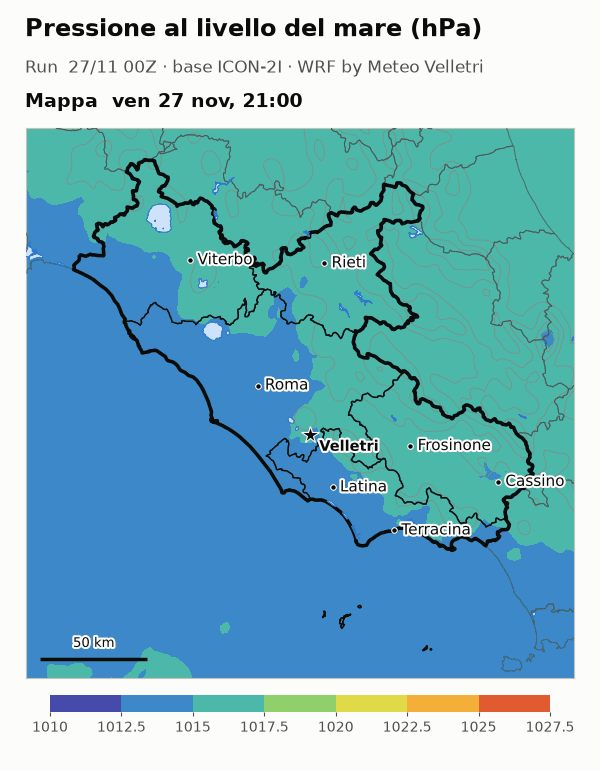 Pressione al livello del mare (hPa)
Run 27/11 00Z · base ICON-2I · WRF by Meteo Velletri
Mappa ven 27 nov, 21:00
Viterbo
Rieti
Roma
Velletri
Frosinone
Cassino
Latina
Terracina
50 km
1010 1012.5 1015 1017.5 1020 1022.5 1025 1027.5